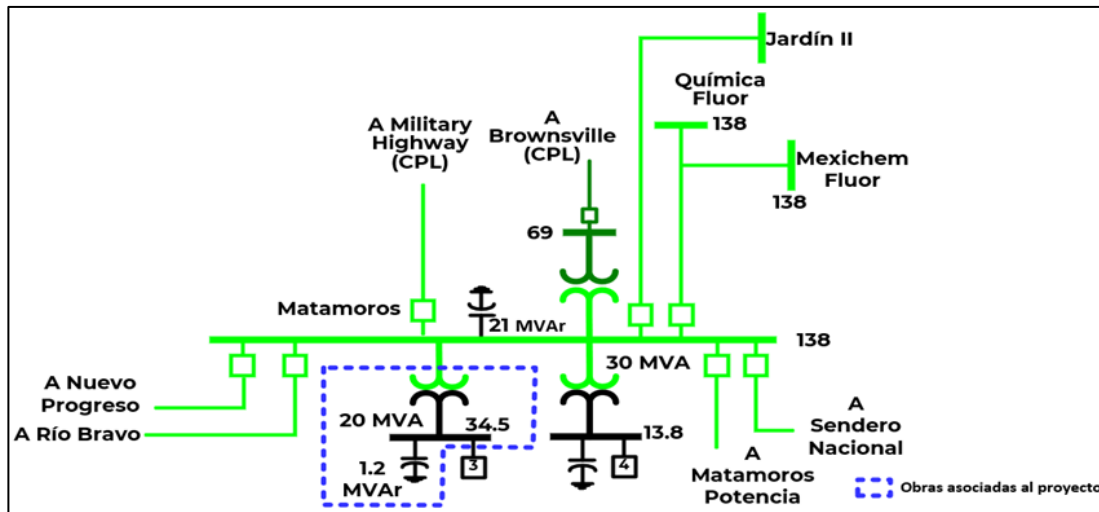 Jardín II
Química
Fluor
138
A
Brownsville
(CPL)
A Military
Highway
(CPL)
Mexichem
Fluor
138
69
Matamoros
21 MVAr
138
30 MVA
A Nuevo
Progreso
A Río Bravo
20 MVA
34.5
13.8
3
4
1.2
MVAr
A
Sendero
Nacional
A
Matamoros
Potencia
Obras asociadas al proyecto